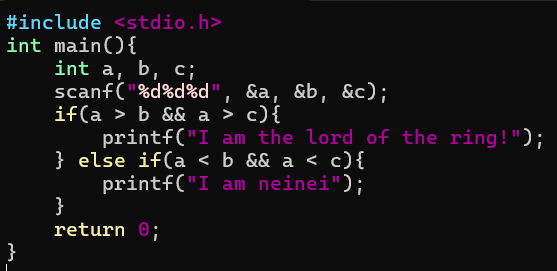 #include <stdio.h>
int main(){
    int a, b, c;
    scanf("%d%d%d", &a, &b, &c);
    if(a > b && a > c){
        printf("I am the lord of the ring!");
    } else if(a < b && a < c){
        printf("I am neinei");
    }
    return 0;
}